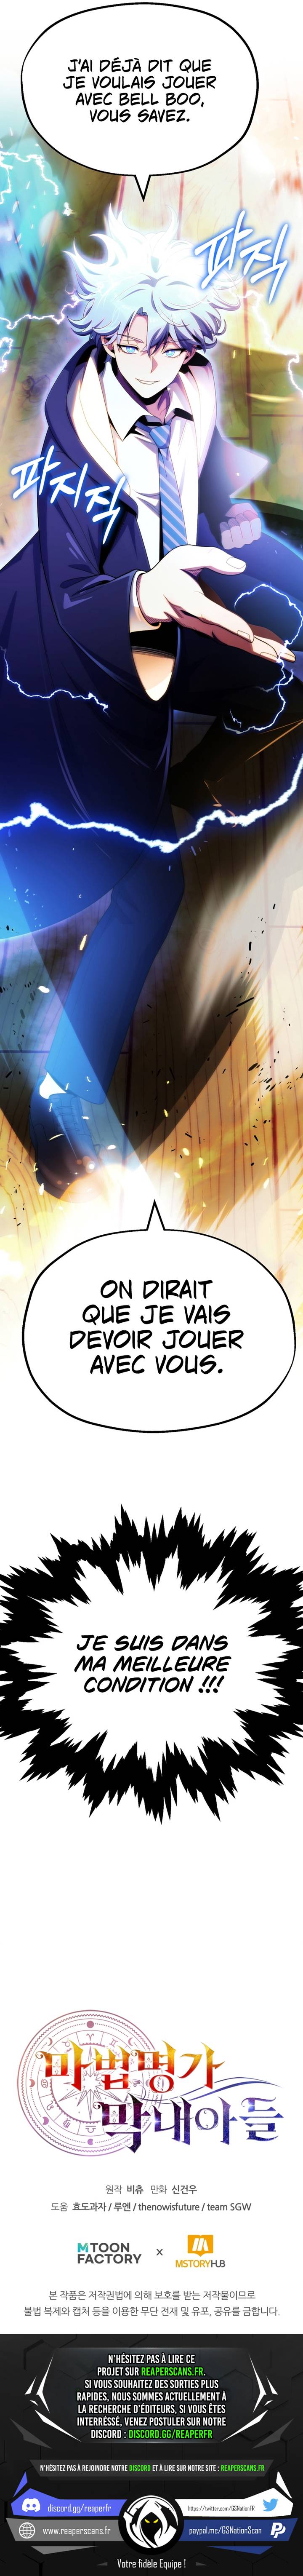 J'AI DÉJÀ DIT QUE
JE VOULAIS JOUER
AVEC BELL BOO,
VOUS SAVEZ.
파직
파지직
ON DIRAIT
QUE JE VAIS
DEVOIR JOUER
AVEC VOUS.
JE SUIS DANS
MA MEILLEURE
CONDITION !!!
마법명가
막내아들
원작 비츄 만화 신건우
도움 효도과자 / 루엔 / thenowisfuture / team SGW
MTOON
FACTORY
x
MSTORYHUB
본 작품은 저작권법에 의해 보호를 받는 저작물이므로
불법 복제와 캡처 등을 이용한 무단 전재 및 유포, 공유를 금합니다.
N'HÉSITEZ PAS À LIRE CE
PROJET SUR REAPERSCANS.FR.
SI VOUS SOUHAITEZ DES SORTIES PLUS
RAPIDES, NOUS SOMMES ACTUELLEMENT À
LA RECHERCHE D'ÉDITEURS, SI VOUS ÊTES
INTERRÉSSÉ, VENEZ POSTULER SUR NOTRE
DISCORD : DISCORD.GG/REAPERFR
N'HÉSITEZ PAS À REJOINDRE NOTRE DISCORD ET À LIRE SUR NOTRE SITE : REAPERSCANS.FR
discord.gg/reaperfr
https://twitter.com/GSNationFR
www.reaperscans.fr
paypal.me/GSNationScan
Votre fidèle Equipe !